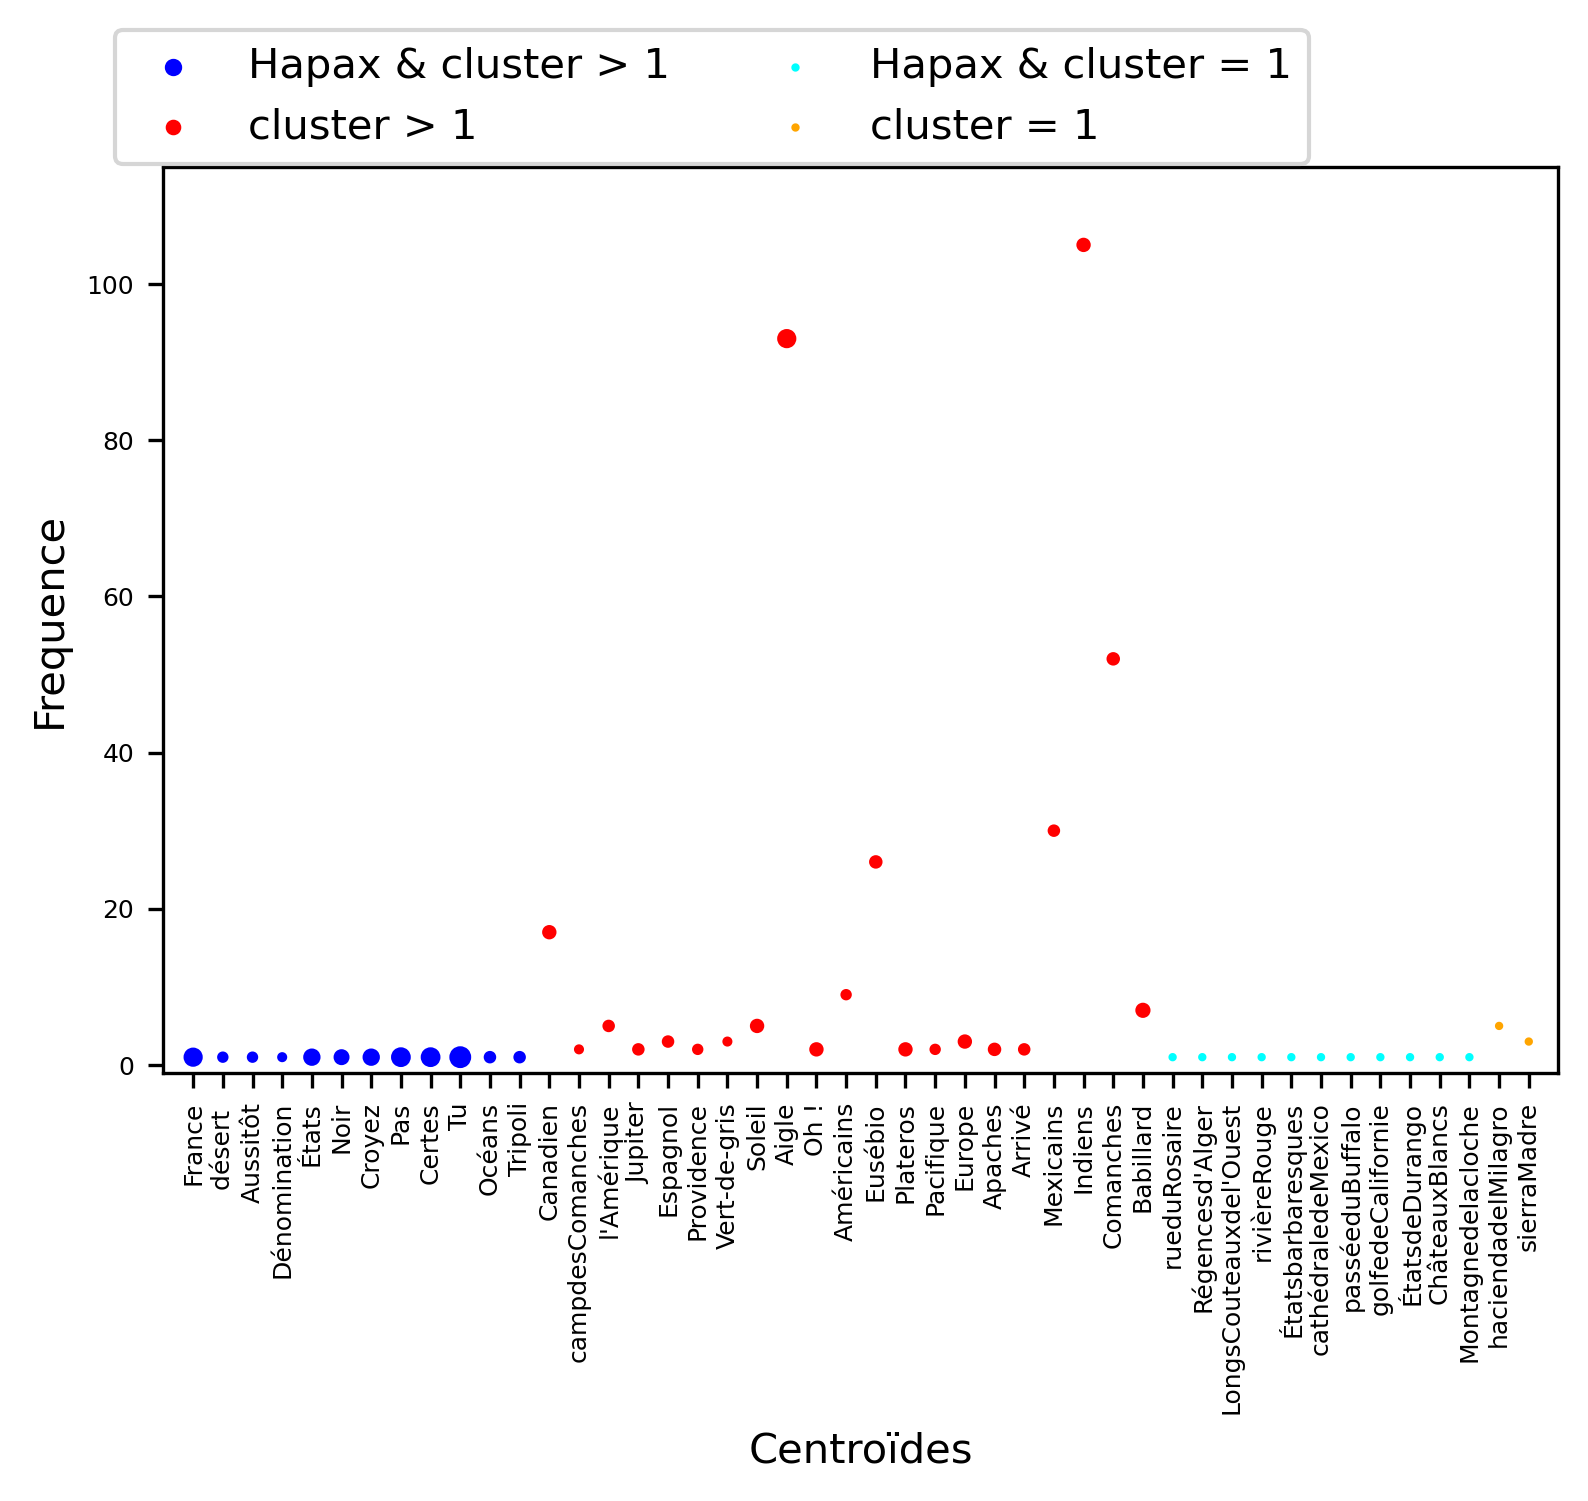 Hapax & cluster > 1
cluster > 1
Hapax & cluster = 1
cluster = 1
Frequence
100
80
60
40
20
0
France
désert
Aussitôt
Dénomination
États
Noir
Croyez
Pas
Certes
Tu
Océans
Tripoli
Canadien
campdesComanches
l'Amérique
Jupiter
Espagnol
Providence
Vert-de-gris
Soleil
Aigle
Oh !
Américains
Eusébio
Plateros
Pacifique
Europe
Apaches
Arrivé
Mexicains
Indiens
Comanches
Babillard
rueduRosaire
Régencesd'Alger
LongsCouteauxdel'Ouest
rivièreRouge
Étatsbarbaresques
cathédraledeMexico
passéeduBuffalo
golfedeCalifornie
ÉtatsdeDurango
ChâteauxBlancs
Montagnedelacloche
haciendadelMilagro
sierraMadre
Centroïdes